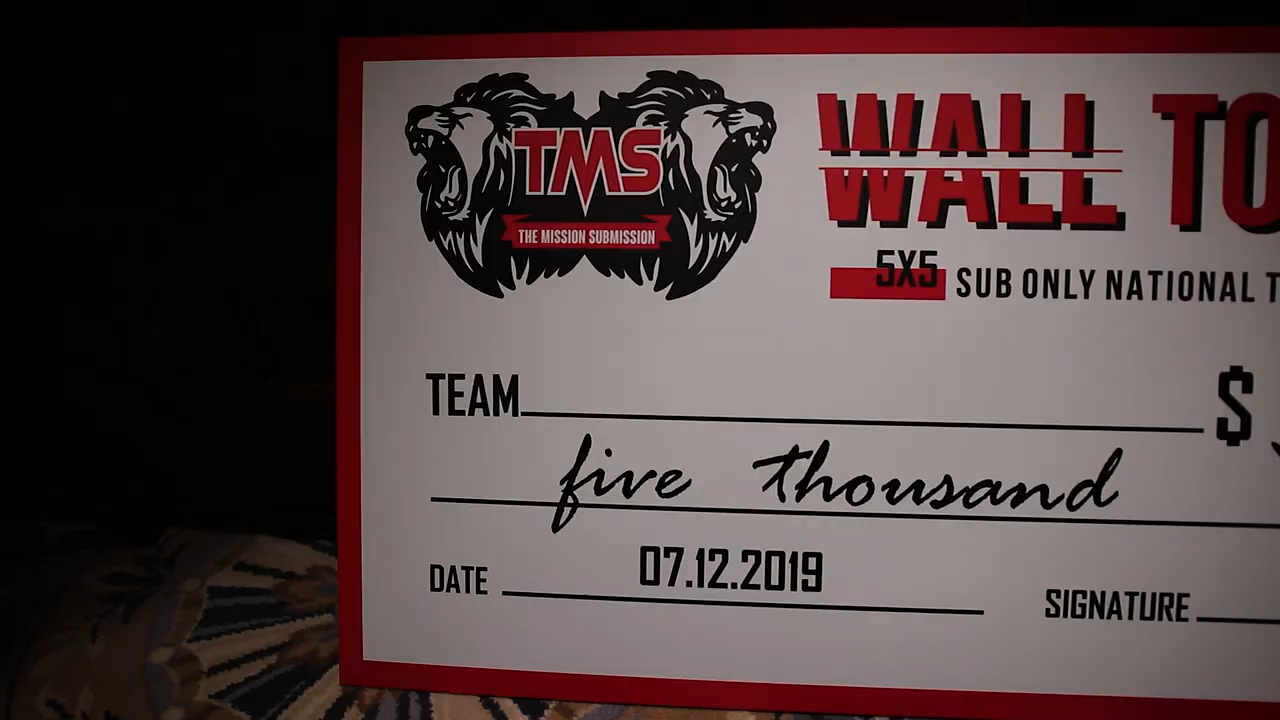 TMS
THE MISSION SUBMISSION
WALL TO
5X5 SUB ONLY NATIONAL
TEAM $
five thousand
DATE 07.12.2019 SIGNATURE